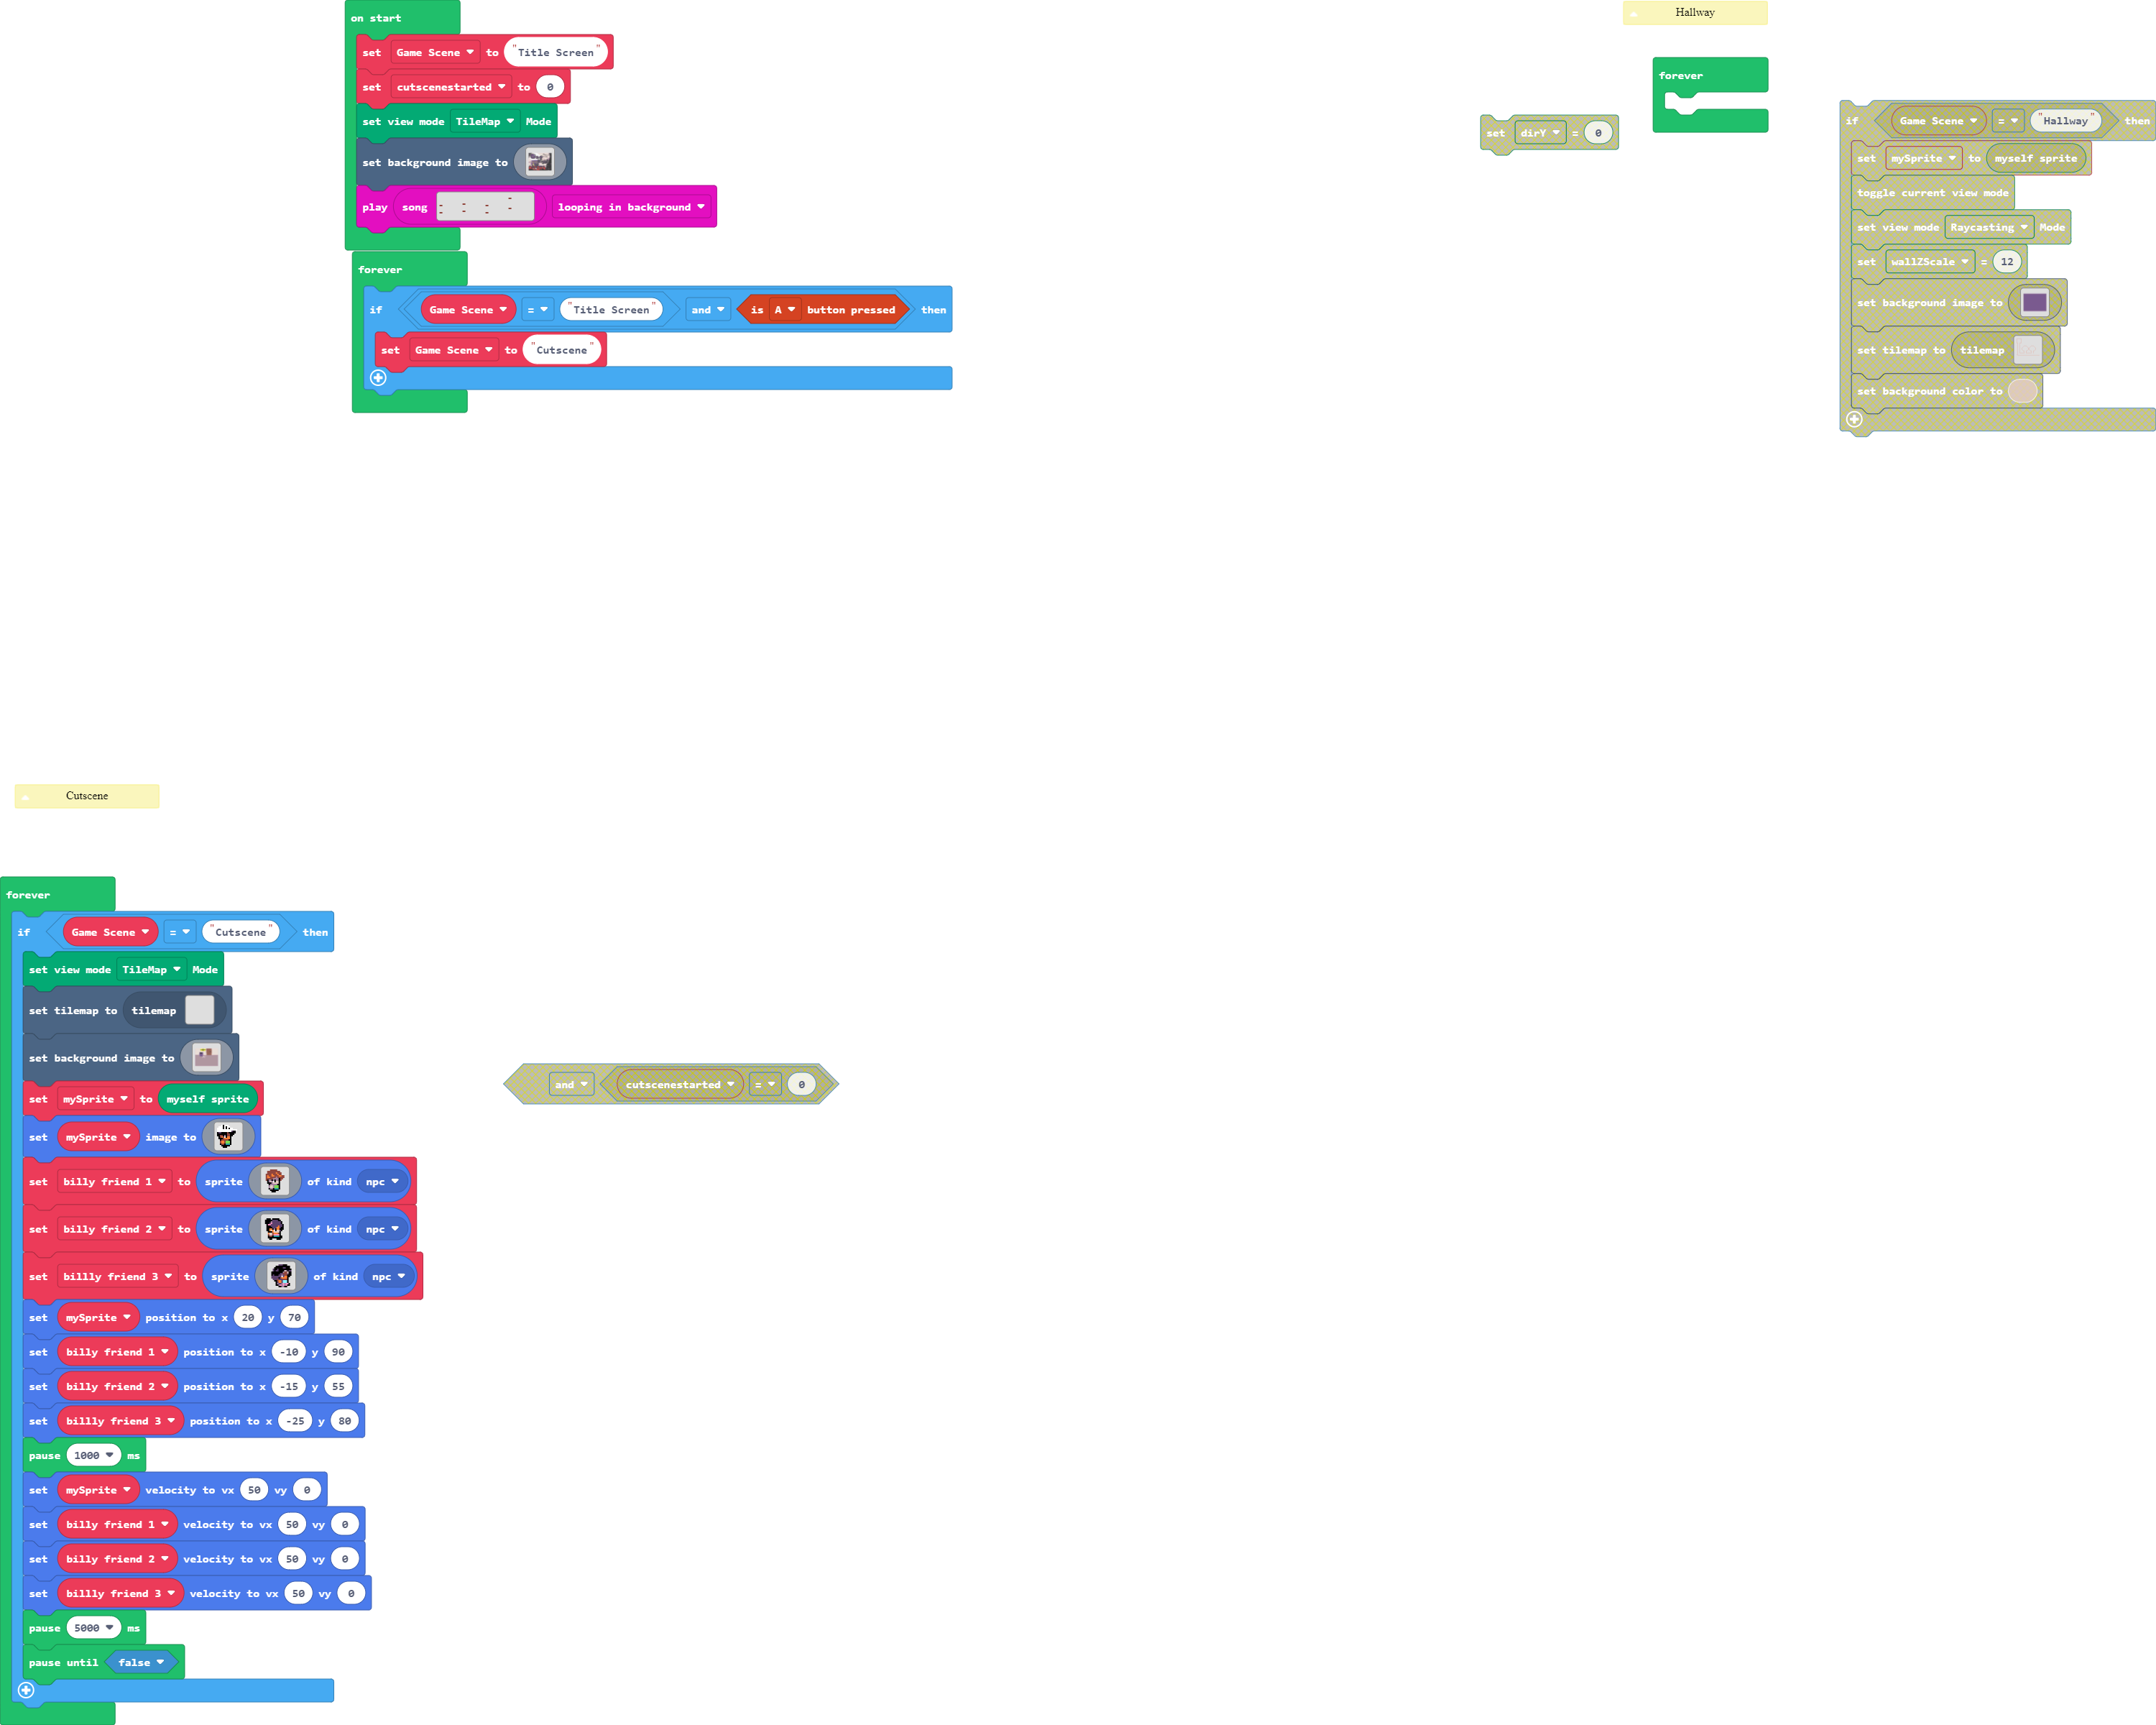 on start
set Game Scene to "Title Screen"
set cutscenestarted to 0
set view mode TileMap Mode
set background image to
play song looping in background
forever
if Game Scene = "Title Screen" and is A button pressed then
set Game Scene to "Cutscene"
Hallway
forever
set dirY = 0
if Game Scene = "Hallway" then
set mySprite to myself sprite
toggle current view mode
set view mode Raycasting Mode
set wallZScale = 12
set background image to
set tilemap to tilemap
set background color to
Cutscene
forever
if Game Scene = "Cutscene" then
set view mode TileMap Mode
set tilemap to tilemap
set background image to
set mySprite to myself sprite
set mySprite image to
set billy friend 1 to sprite of kind npc
set billy friend 2 to sprite of kind npc
set billly friend 3 to sprite of kind npc
set mySprite position to x 20 y 70
set billy friend 1 position to x -10 y 90
set billy friend 2 position to x -15 y 55
set billly friend 3 position to x -25 y 80
pause 1000 ms
set mySprite velocity to vx 50 vy 0
set billy friend 1 velocity to vx 50 vy 0
set billy friend 2 velocity to vx 50 vy 0
set billly friend 3 velocity to vx 50 vy 0
pause 5000 ms
pause until false
and cutscenestarted = 0